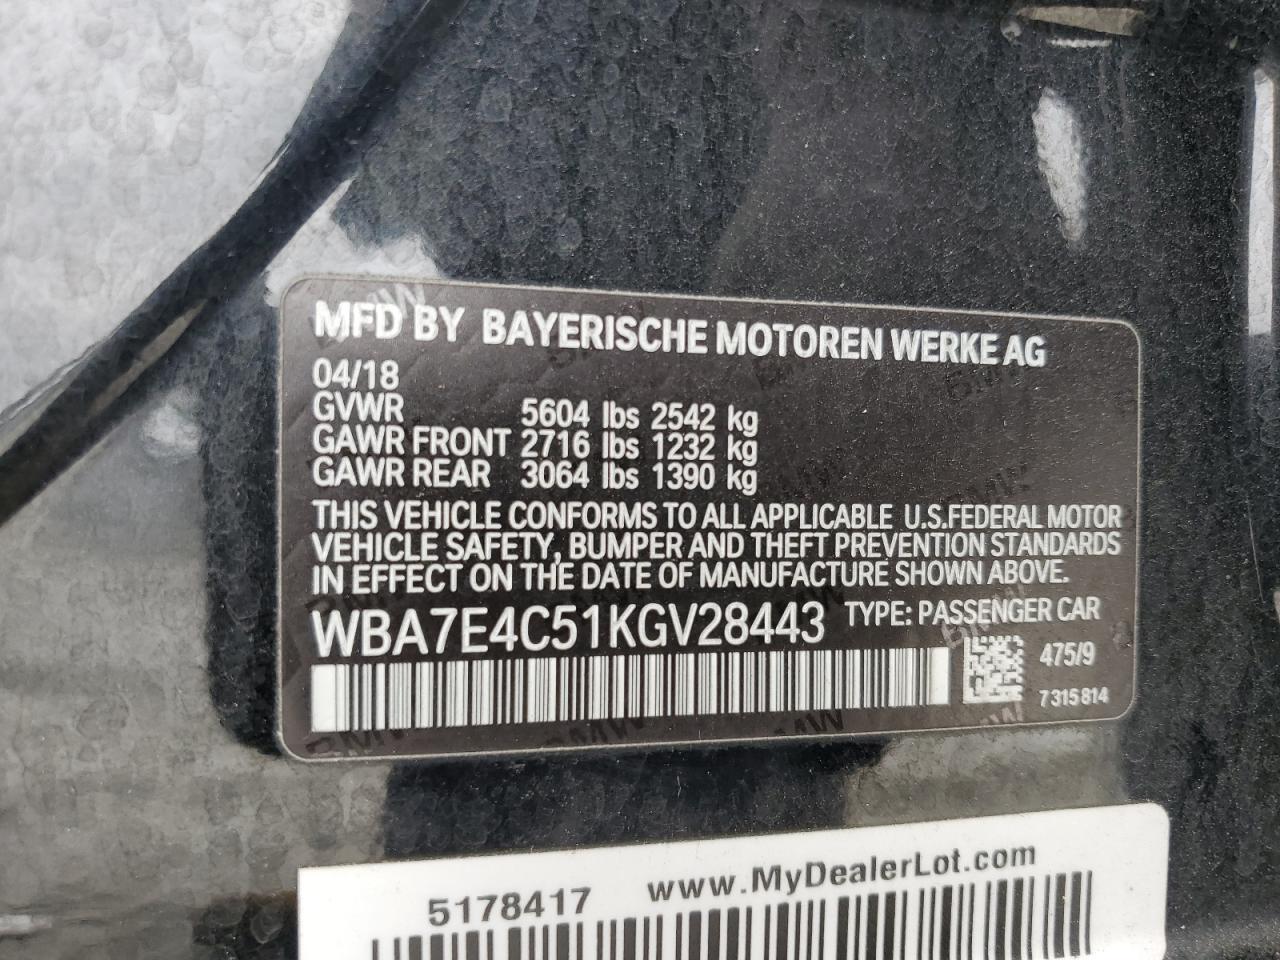 MFD BY BAYERISCHE MOTOREN WERKE AG
04/18
GVWR 5604 lbs 2542 kg
GAWR FRONT 2716 lbs 1232 kg
GAWR REAR 3064 lbs 1390 kg
THIS VEHICLE CONFORMS TO ALL APPLICABLE U.S.FEDERAL MOTOR
VEHICLE SAFETY, BUMPER AND THEFT PREVENTION STANDARDS
IN EFFECT ON THE DATE OF MANUFACTURE SHOWN ABOVE.
WBA7E4C51KGV28443 TYPE: PASSENGER CAR
475/9
7315814
5178417 www.MyDealerLot.com